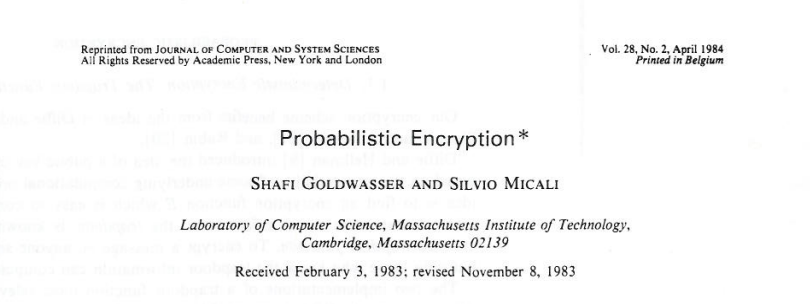 Reprinted from JOURNAL OF COMPUTER AND SYSTEM SCIENCES
All Rights Reserved by Academic Press, New York and London
Vol. 28, No. 2, April 1984
Printed in Belgium
Probabilistic Encryption*
SHAFI GOLDWASSER AND SILVIO MICALI
Laboratory of Computer Science, Massachusetts Institute of Technology,
Cambridge, Massachusetts 02139
Received February 3, 1983; revised November 8, 1983